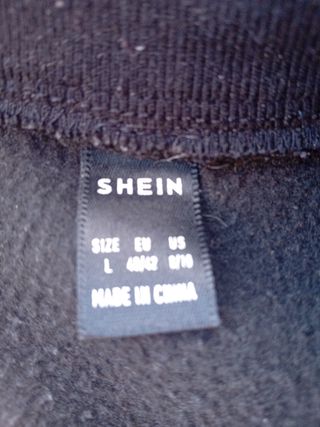 SHEIN
SIZE EU US
L 40/42 8/10
MADE IN CHINA